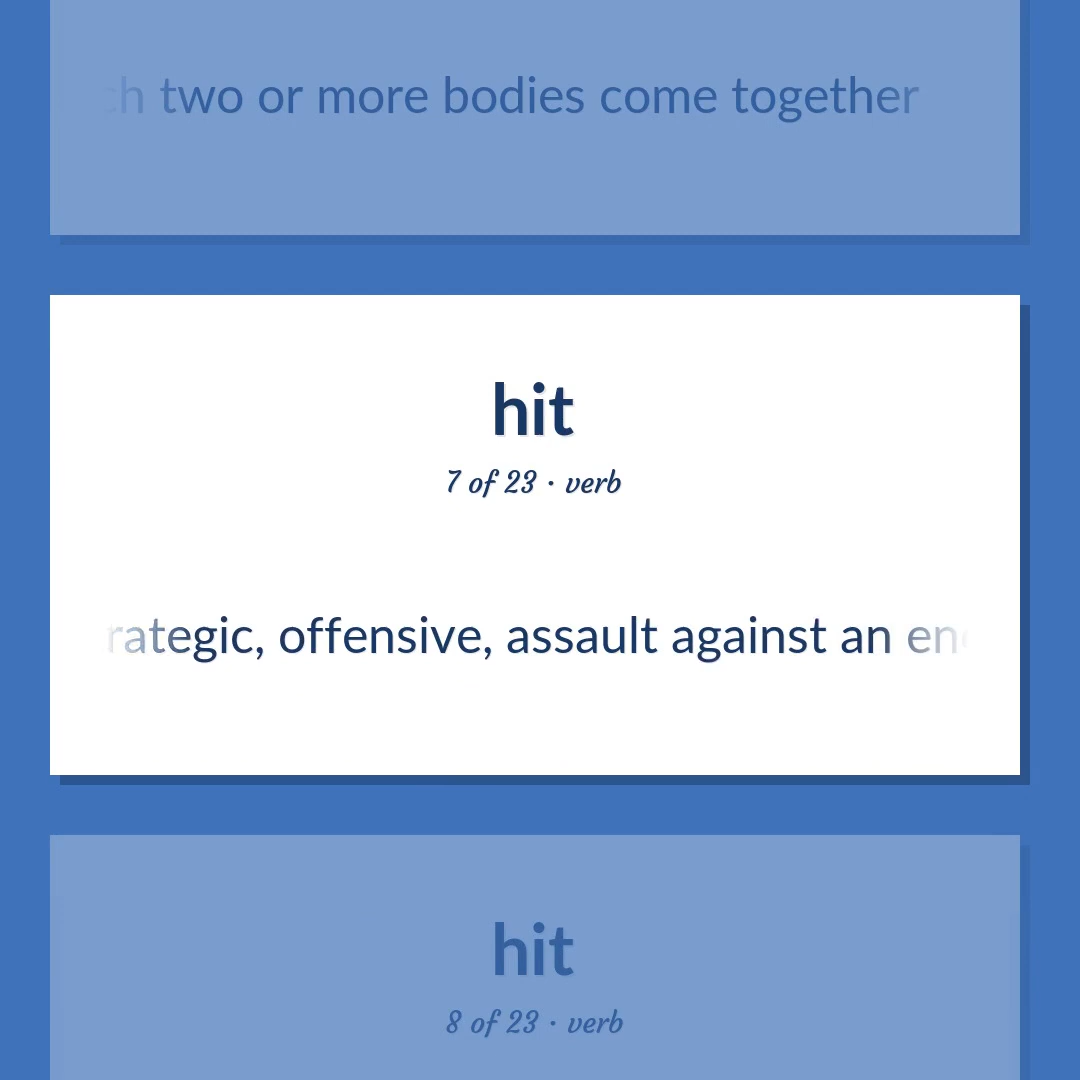 two or more bodies come together
hit
7 of 23 · verb
offensive, assault against an
hit
8 of 23 · verb